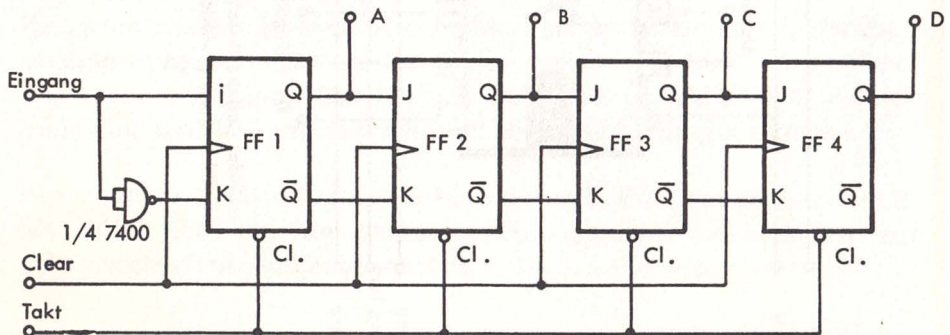 A B C D
Eingang
i Q J Q J Q J Q
FF 1 FF 2 FF 3 FF 4
K Q̅ K Q̅ K Q̅ K Q̅
1/4 7400
Cl. Cl. Cl. Cl.
Clear
Takt